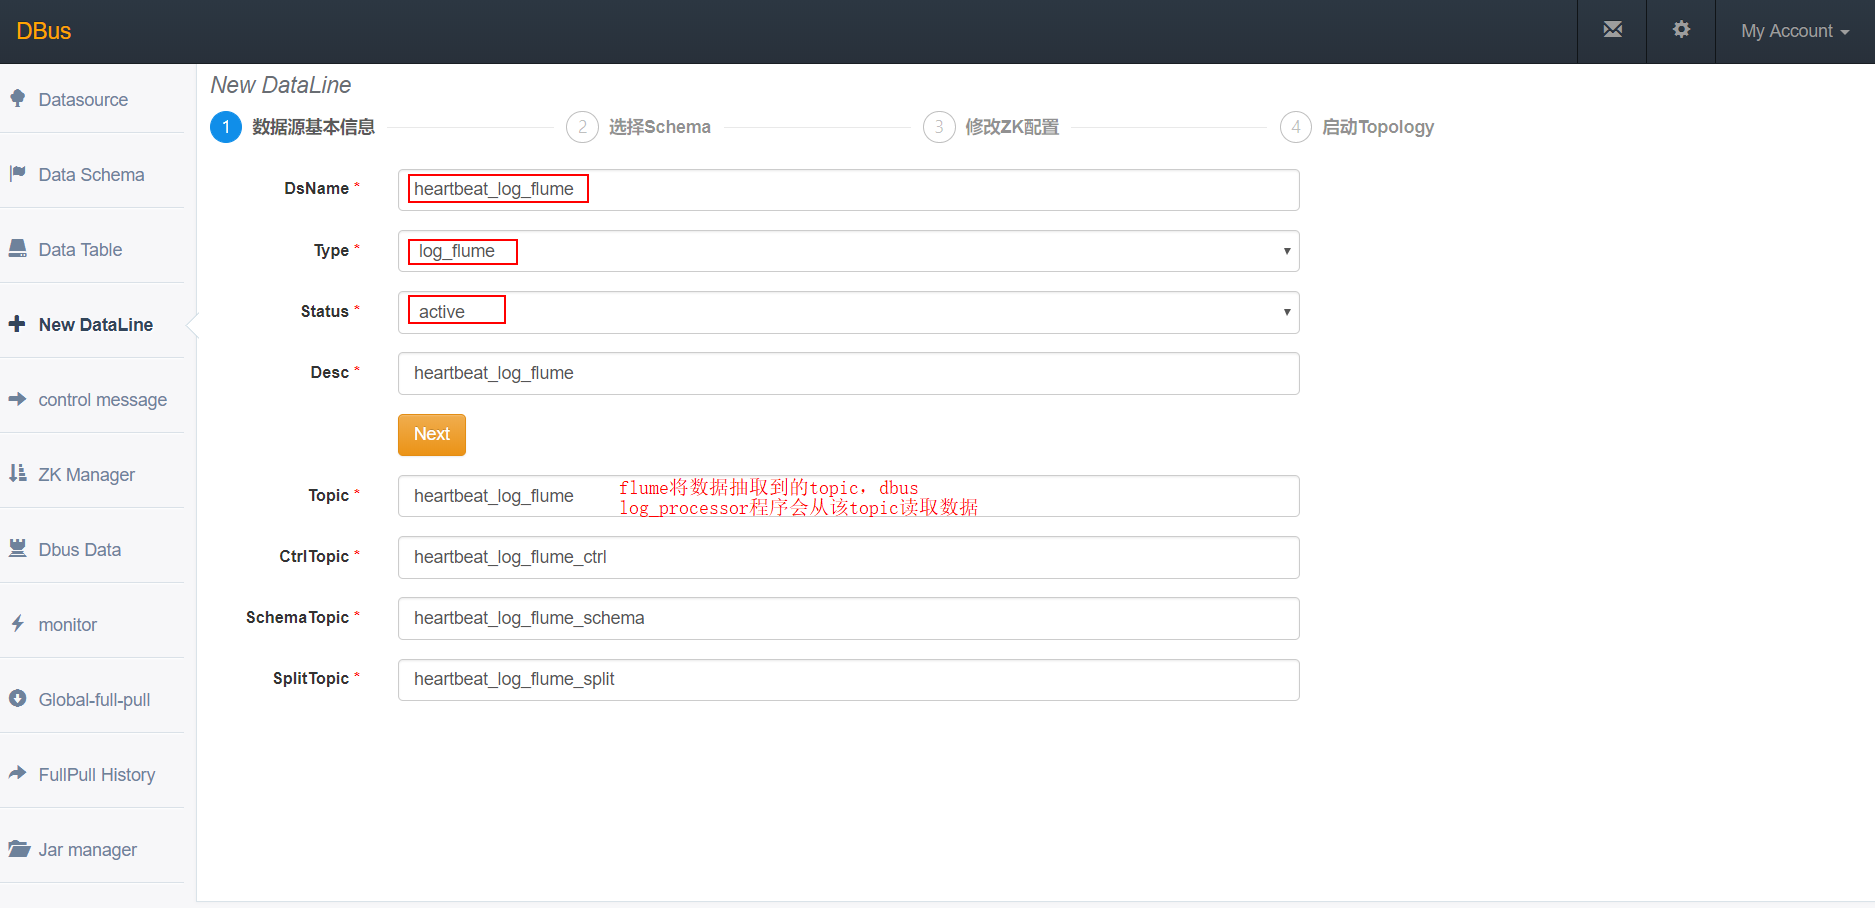 DBus
My Account
Datasource
Data Schema
Data Table
New DataLine
control message
ZK Manager
Dbus Data
monitor
Global-full-pull
FullPull History
Jar manager
New DataLine
1 数据源基本信息
2 选择Schema
3 修改ZK配置
4 启动Topology
DsName * heartbeat_log_flume
Type * log_flume
Status * active
Desc * heartbeat_log_flume
Next
Topic * heartbeat_log_flume
flume将数据抽取到的topic，dbus
log_processor程序会从该topic读取数据
CtrlTopic * heartbeat_log_flume_ctrl
SchemaTopic * heartbeat_log_flume_schema
SplitTopic * heartbeat_log_flume_split